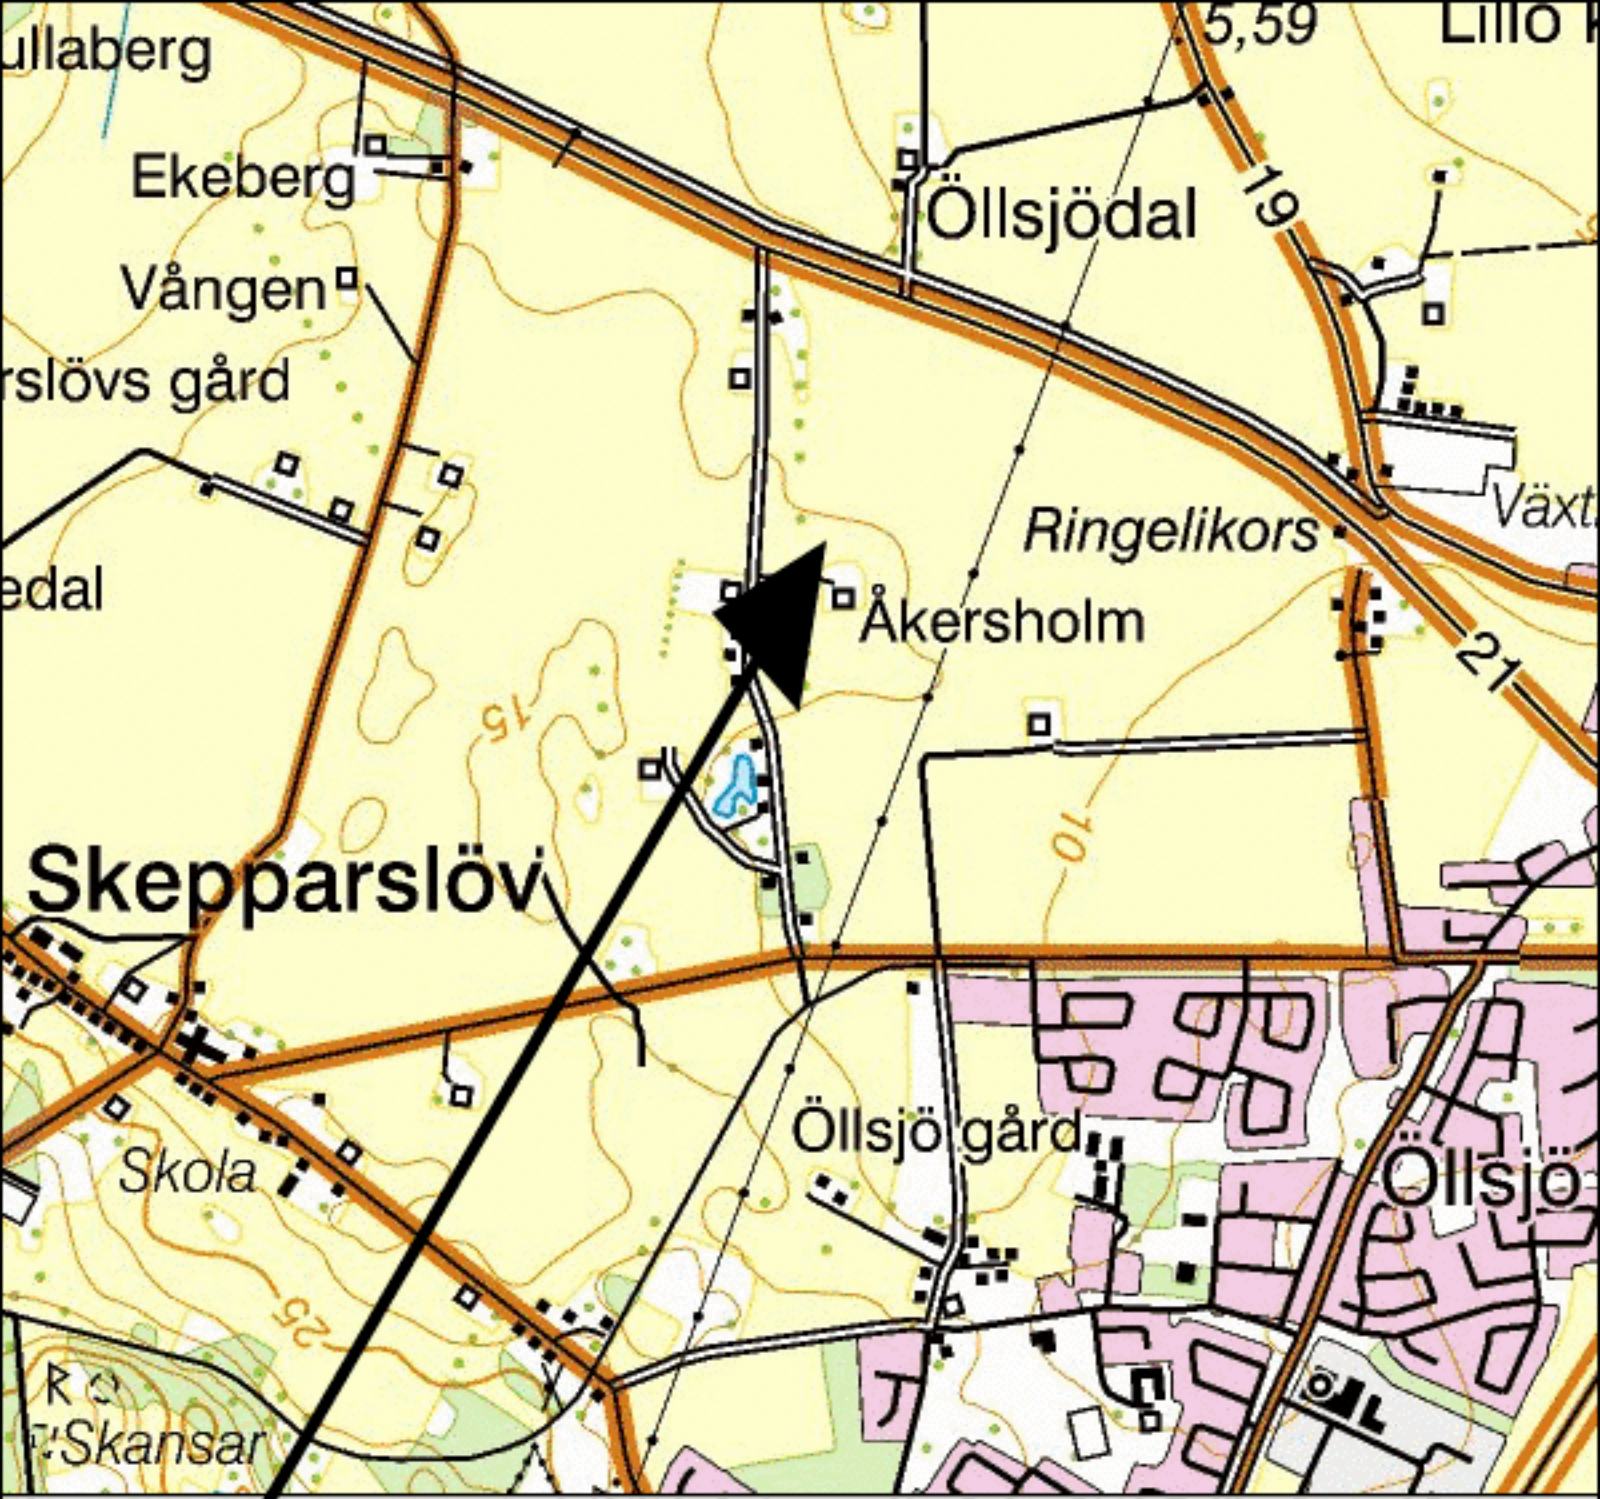 5,59
Lillö
ullaberg
Ekeberg
19
Öllsjödal
Vången
rslövs gård
Ringelikors
Växt.
edal
Åkersholm
21
15
10
Skepparslöv
Öllsjö gård
Skola
Öllsjö
25
R
Skansar